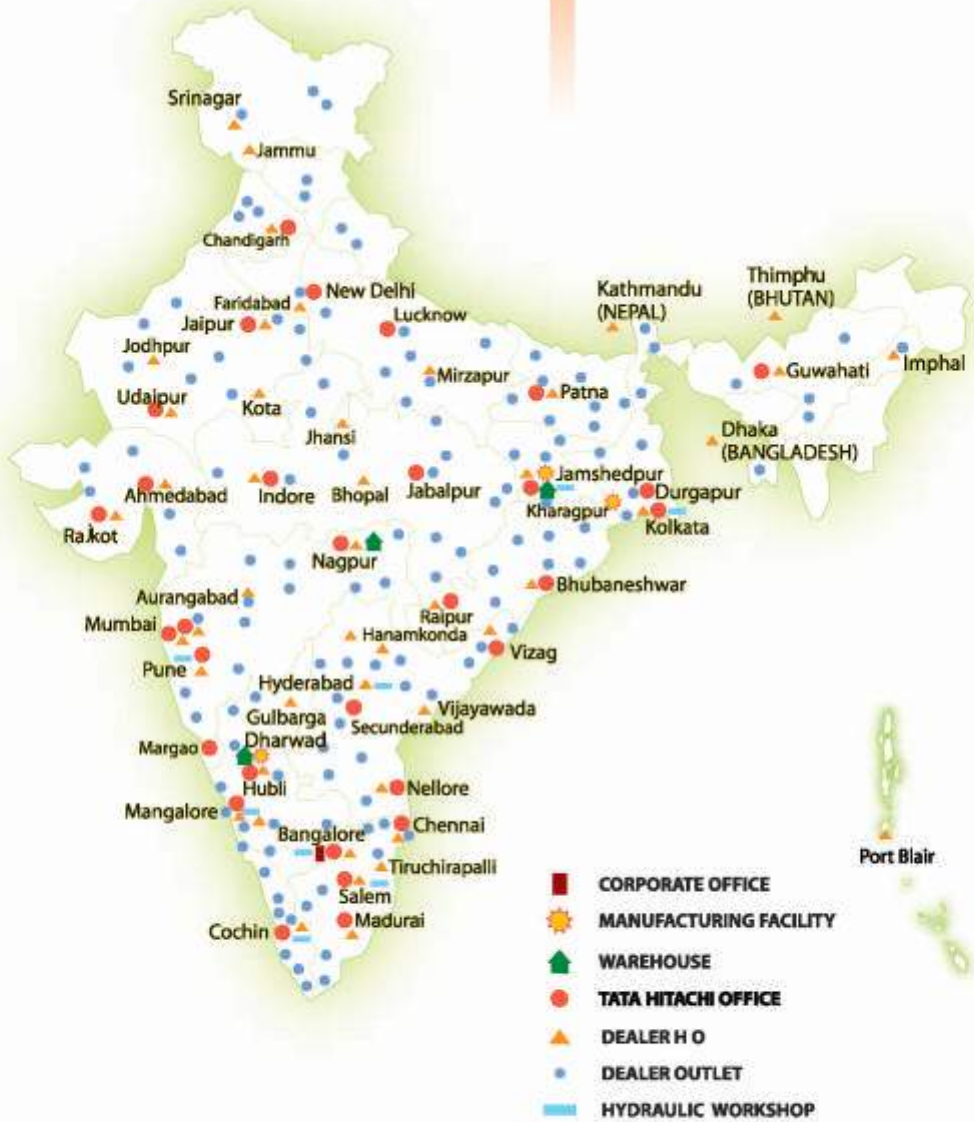 Srinagar
Jammu
Chandigarh
New Delhi
Faridabad
Jaipur
Lucknow
Kathmandu
(NEPAL)
Thimphu
(BHUTAN)
Jodhpur
Mirzapur
Guwahati
Imphal
Udaipur
Kota
Patna
Jhansi
Dhaka
(BANGLADESH)
Ahmedabad
Indore
Bhopal
Jabalpur
Jamshedpur
Durgapur
Kharagpur
Kolkata
Rajkot
Nagpur
Bhubaneshwar
Aurangabad
Raipur
Mumbai
Hanamkonda
Vizag
Pune
Hyderabad
Vijayawada
Gulbarga
Secunderabad
Dharwad
Margao
Hubli
Nellore
Mangalore
Chennai
Bangalore
Tiruchirapalli
Port Blair
Salem
Madurai
Cochin
CORPORATE OFFICE
MANUFACTURING FACILITY
WAREHOUSE
TATA HITACHI OFFICE
DEALER H O
DEALER OUTLET
HYDRAULIC WORKSHOP